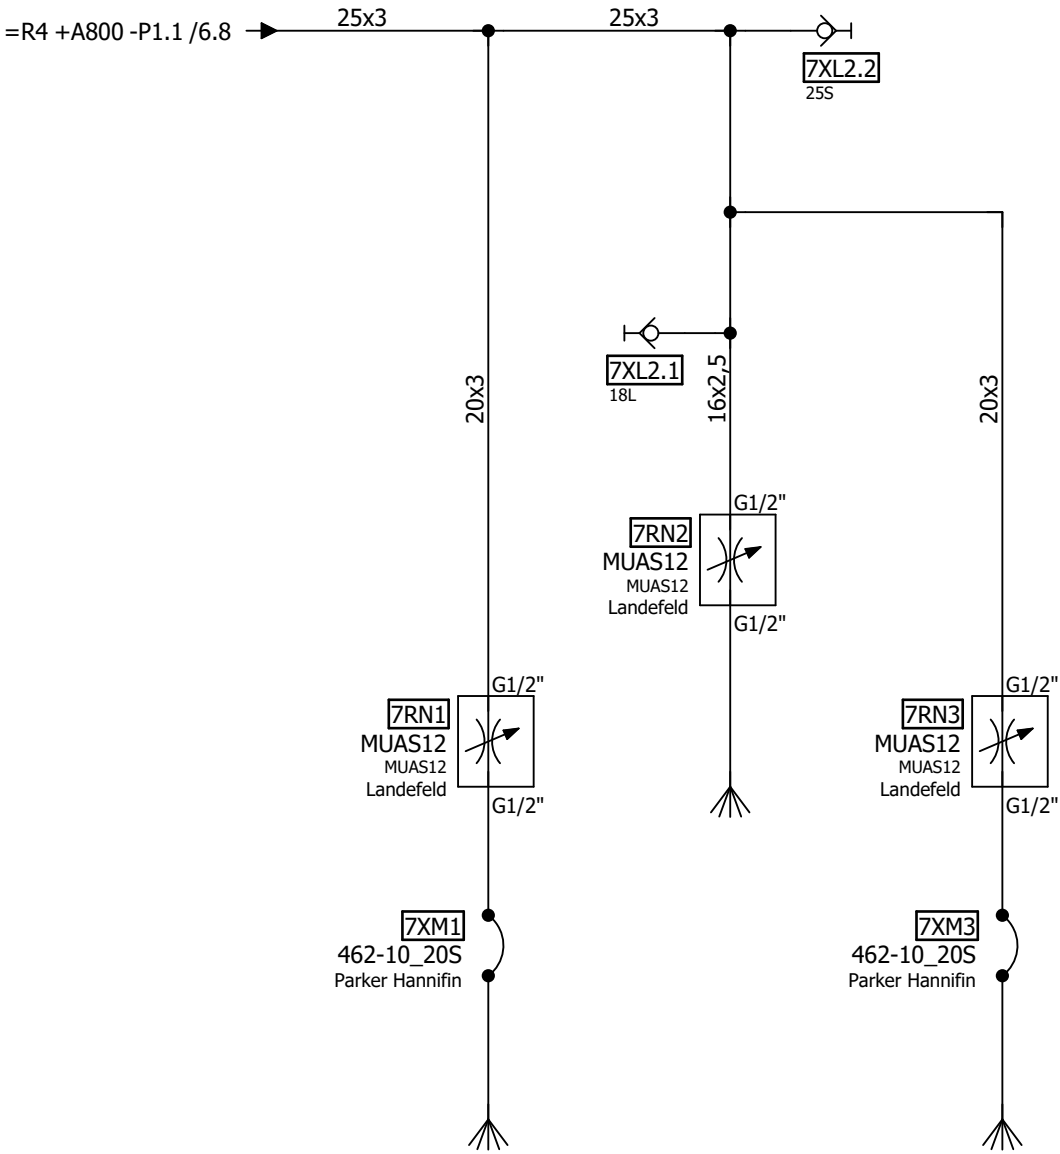 =R4 +A800 -P1.1 /6.8
25x3
25x3
7XL2.2
25S
7XL2.1
18L
20x3
16x2,5
20x3
G1/2"
7RN2
MUAS12
MUAS12
Landefeld
G1/2"
G1/2"
7RN1
MUAS12
MUAS12
Landefeld
G1/2"
G1/2"
7RN3
MUAS12
MUAS12
Landefeld
G1/2"
7XM1
462-10_20S
Parker Hannifin
7XM3
462-10_20S
Parker Hannifin